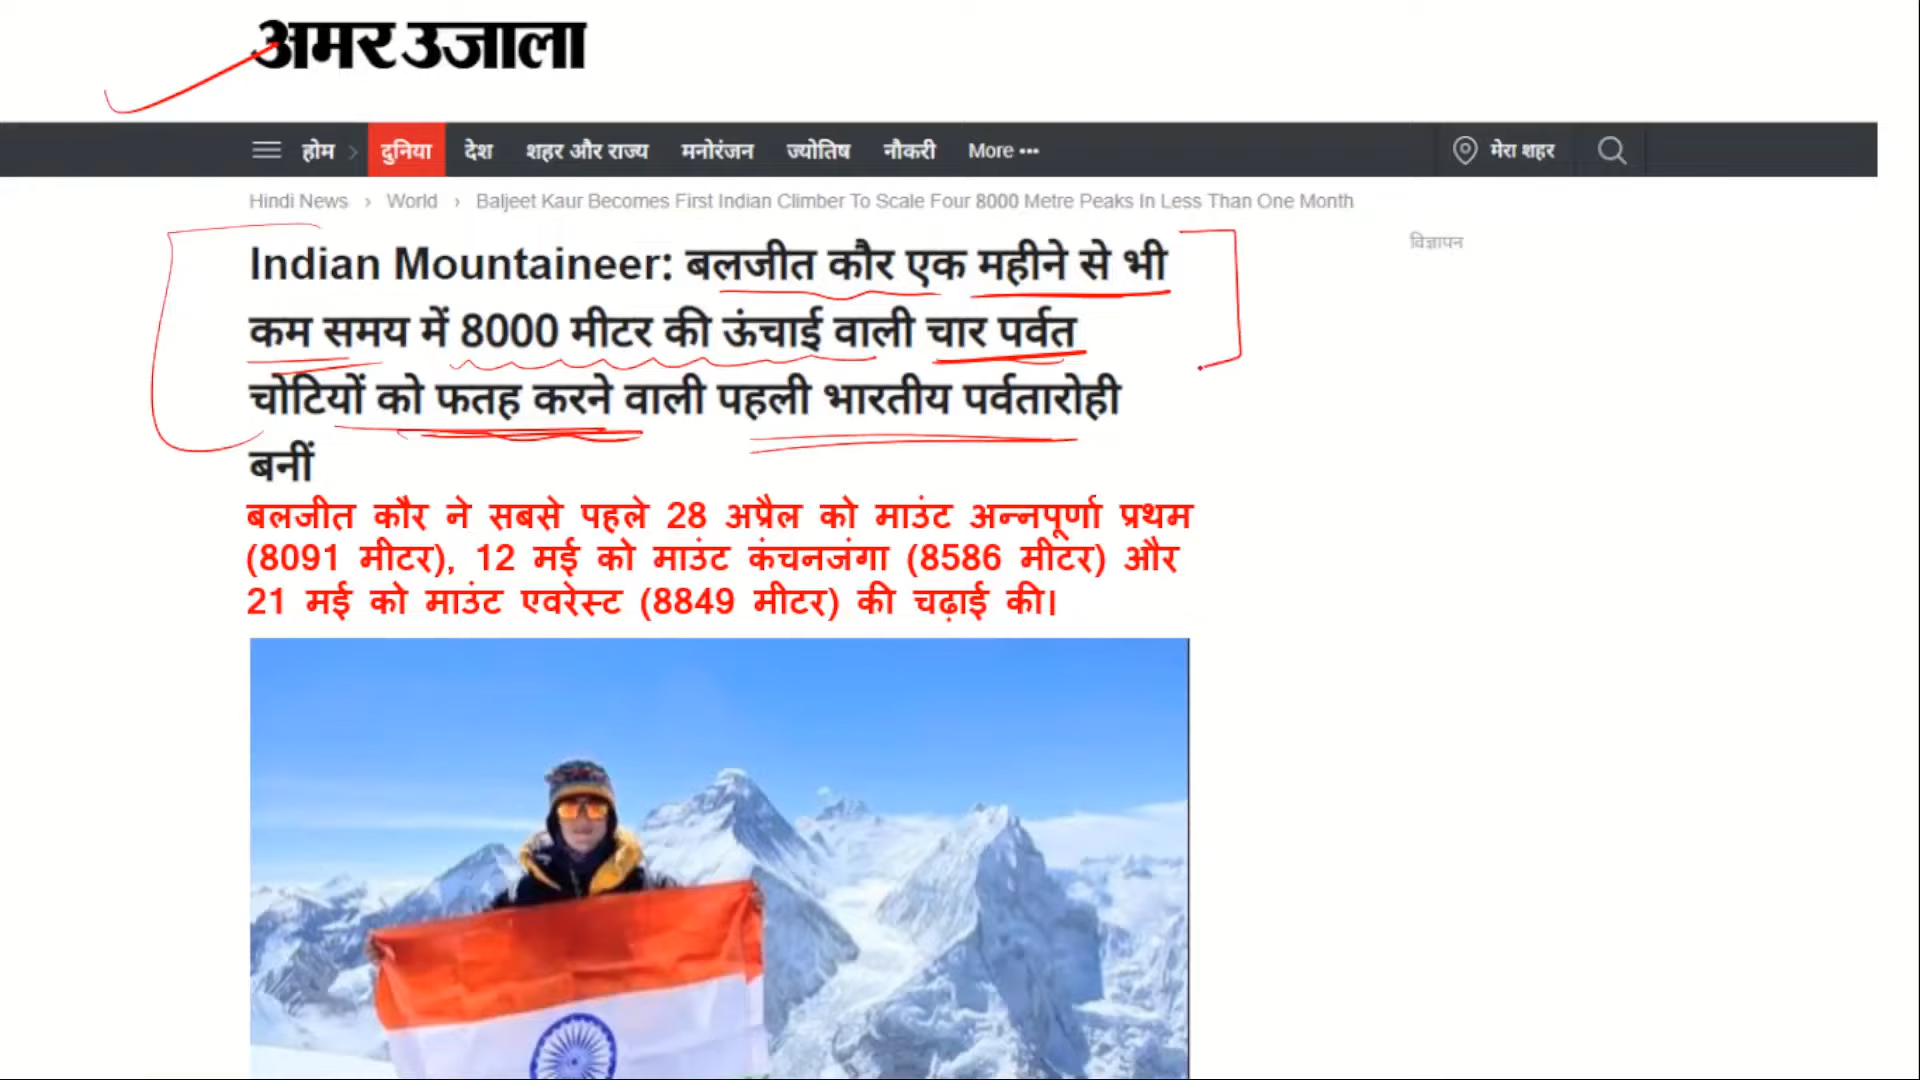 अमर उजाला
होम दुनिया देश शहर और राज्य मनोरंजन ज्योतिष नौकरी More ••• मेरा शहर
Hindi News › World › Baljeet Kaur Becomes First Indian Climber To Scale Four 8000 Metre Peaks In Less Than One Month
विज्ञापन
Indian Mountaineer: बलजीत कौर एक महीने से भी
कम समय में 8000 मीटर की ऊंचाई वाली चार पर्वत
चोटियों को फतह करने वाली पहली भारतीय पर्वतारोही
बनीं
बलजीत कौर ने सबसे पहले 28 अप्रैल को माउंट अन्नपूर्णा प्रथम
(8091 मीटर), 12 मई को माउंट कंचनजंगा (8586 मीटर) और
21 मई को माउंट एवरेस्ट (8849 मीटर) की चढ़ाई की।